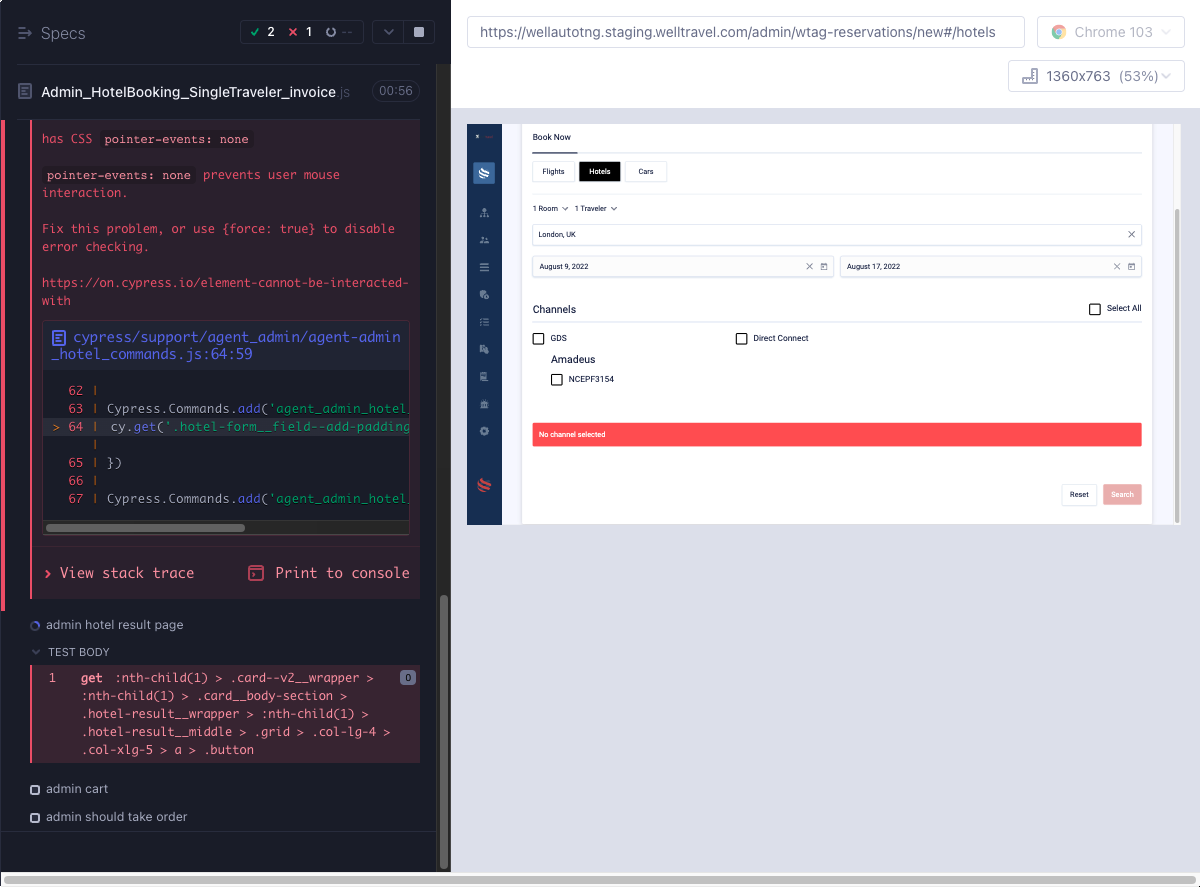 Specs
2
1
--
Admin_HotelBooking_SingleTraveler_invoice.js
00:56
has CSS pointer-events: none
pointer-events: none prevents user mouse
interaction.
Fix this problem, or use {force: true} to disable
error checking.
https://on.cypress.io/element-cannot-be-interacted-
with
cypress/support/agent_admin/agent-admin
_hotel_commands.js:64:59
62 |
63 | Cypress.Commands.add('agent_admin_hotel_
> 64 | cy.get('.hotel-form__field--add-padding
|
65 | })
66 |
67 | Cypress.Commands.add('agent_admin_hotel_
View stack trace
Print to console
admin hotel result page
TEST BODY
1 get :nth-child(1) > .card--v2__wrapper >
0
:nth-child(1) > .card__body-section >
.hotel-result__wrapper > :nth-child(1) >
.hotel-result__middle > .grid > .col-lg-4 >
.col-xlg-5 > a > .button
admin cart
admin should take order
https://wellautotng.staging.welltravel.com/admin/wtag-reservations/new#/hotels
Chrome 103
1360x763 (53%)
Book Now
Flights
Hotels
Cars
1 Room
1 Traveler
London, UK
August 9, 2022
August 17, 2022
Channels
Select All
GDS
Direct Connect
Amadeus
NCEPF3154
No channel selected
Reset
Search